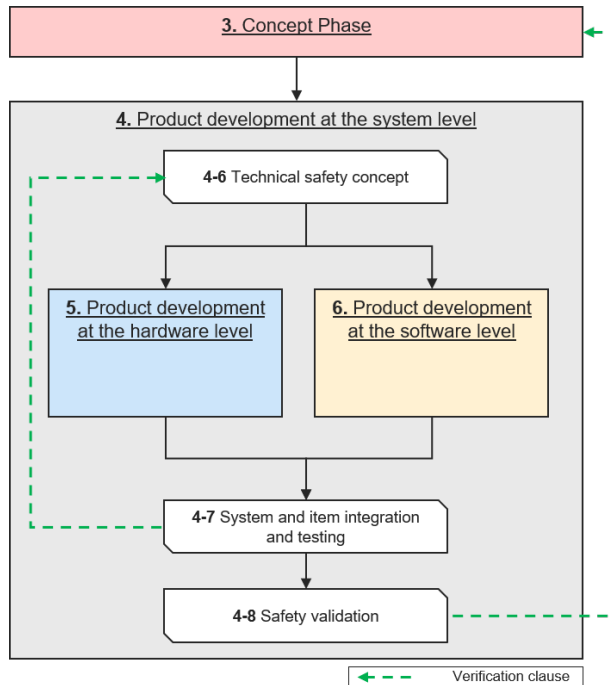 3. Concept Phase
4. Product development at the system level
4-6 Technical safety concept
5. Product development
at the hardware level
6. Product development
at the software level
4-7 System and item integration
and testing
4-8 Safety validation
Verification clause